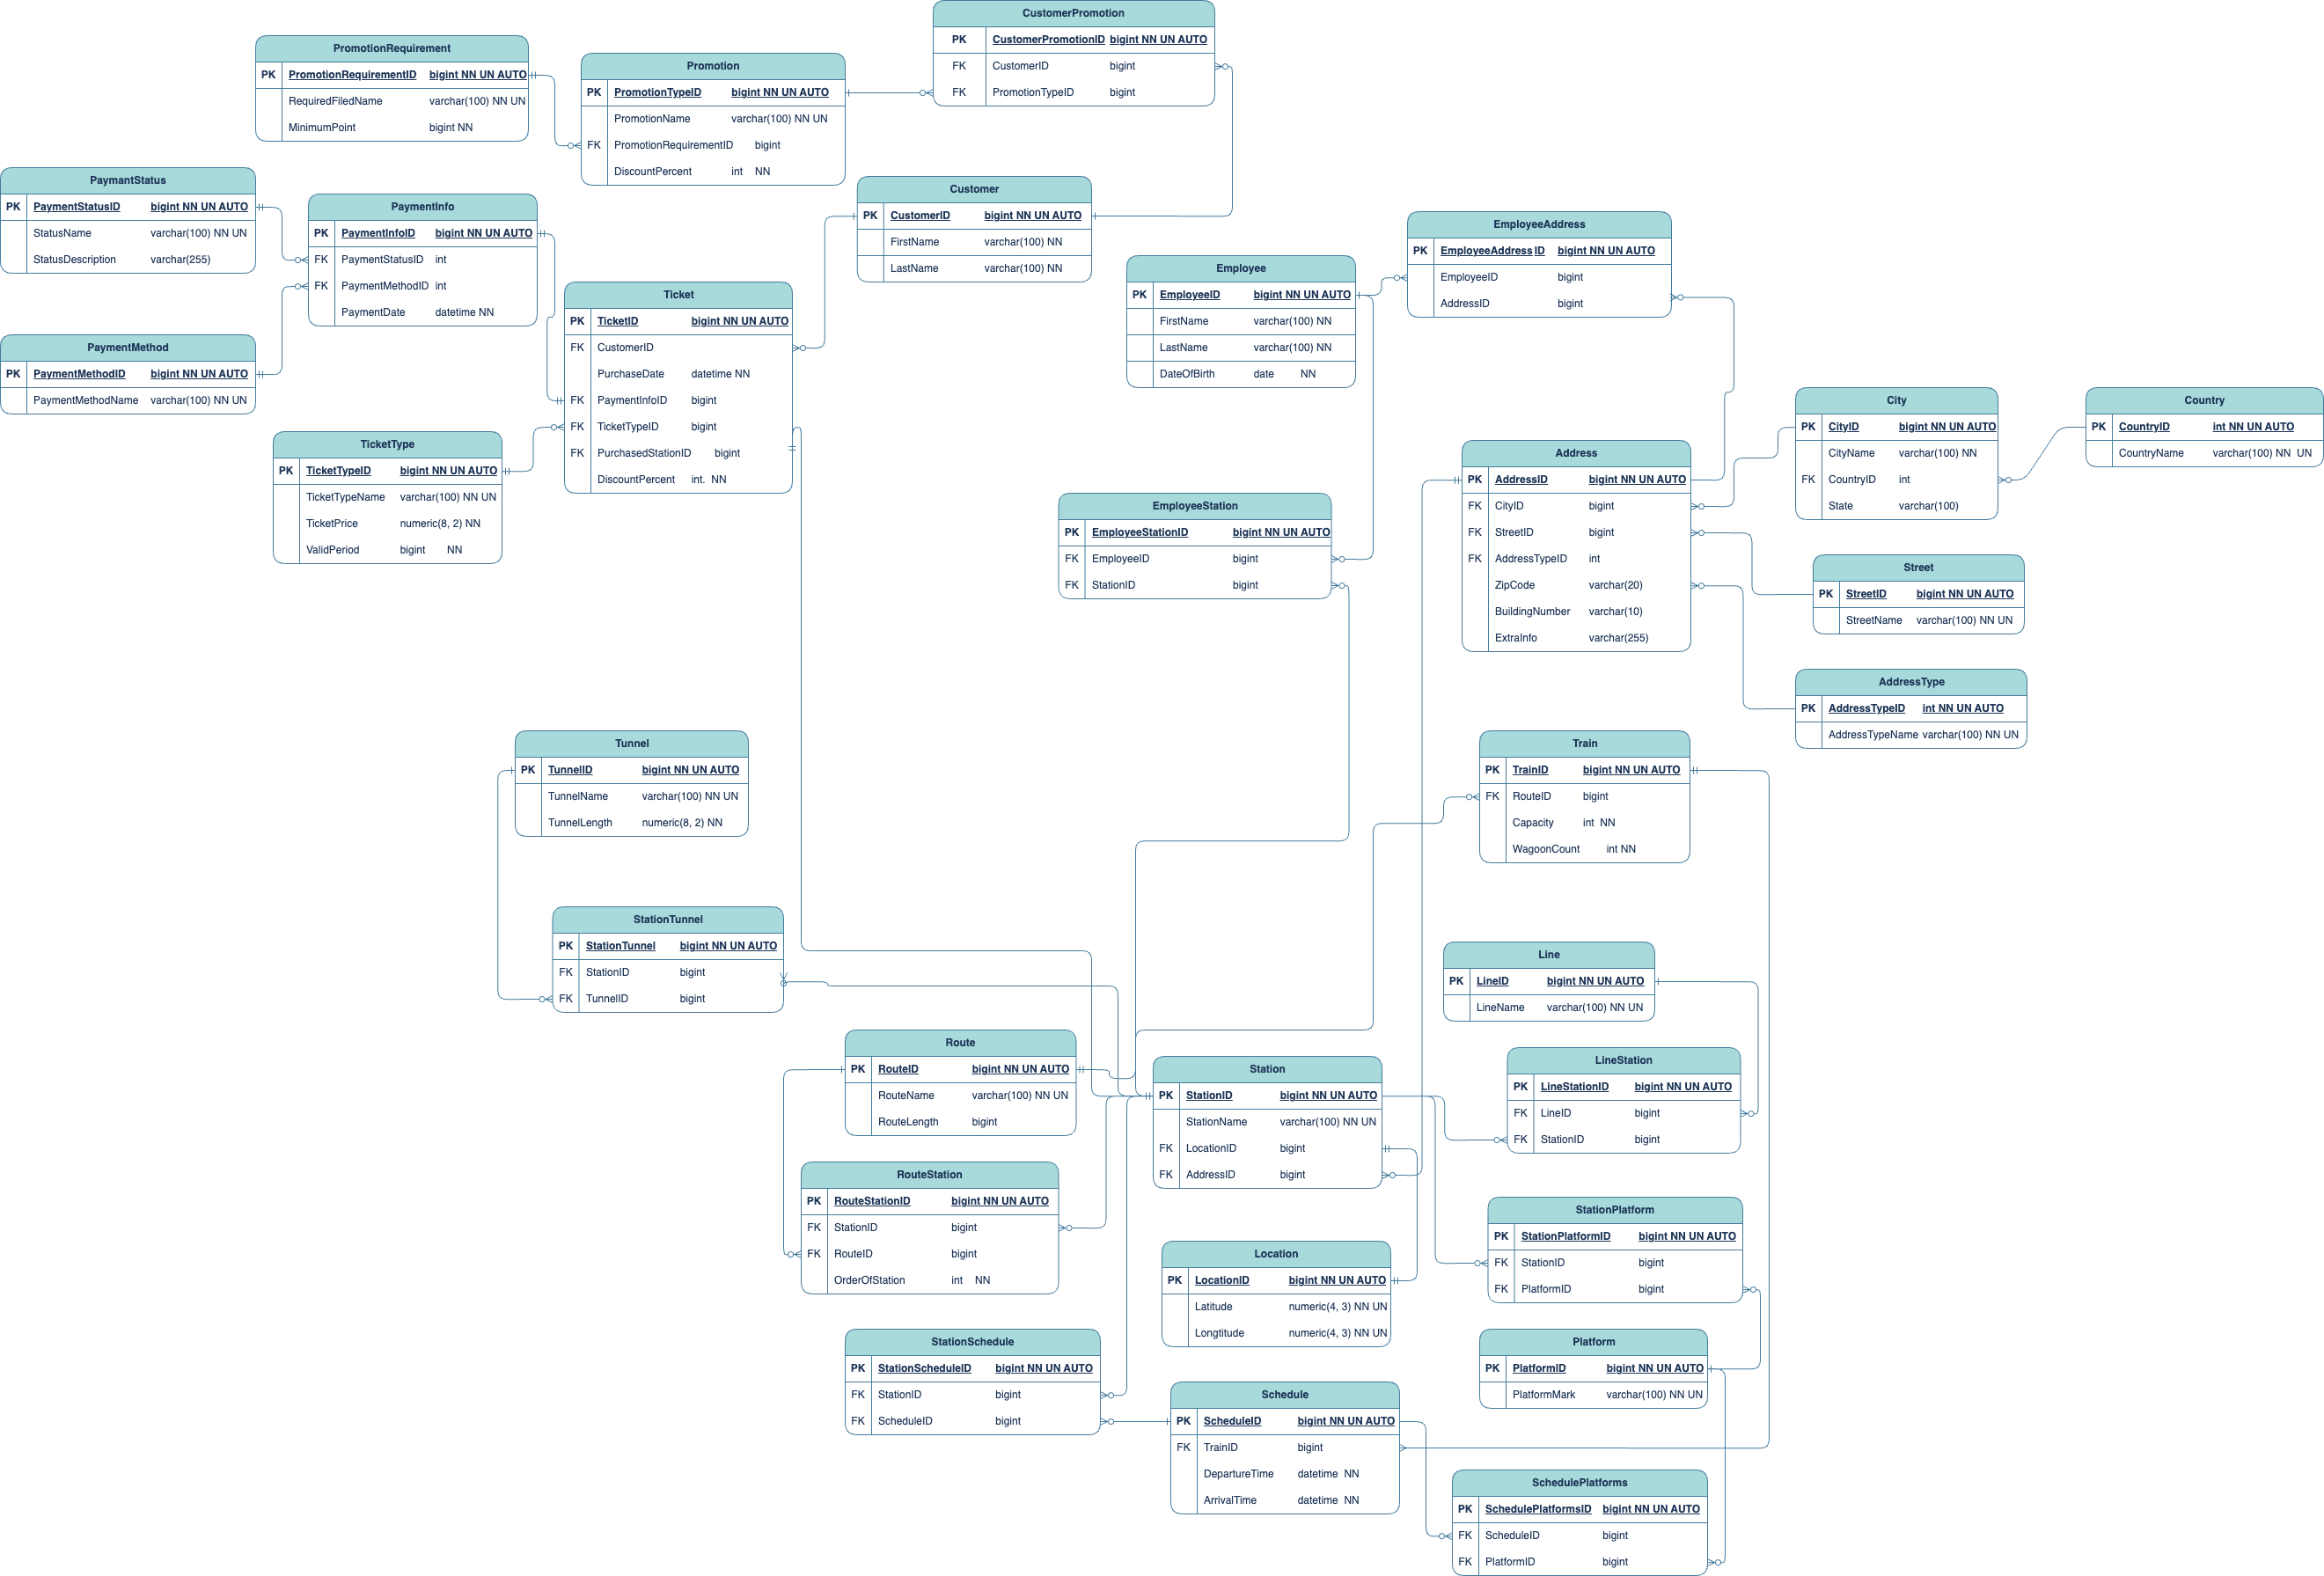 CustomerPromotion
PK CustomerPromotionID bigint NN UN AUTO
FK CustomerID bigint
FK PromotionTypeID bigint
PromotionRequirement
PK PromotionRequirementID bigint NN UN AUTO
RequiredFiledName varchar(100) NN UN
MinimumPoint bigint NN
Promotion
PK PromotionTypeID bigint NN UN AUTO
PromotionName varchar(100) NN UN
FK PromotionRequirementID bigint
DiscountPercent int NN
PaymantStatus
PK PaymentStatusID bigint NN UN AUTO
StatusName varchar(100) NN UN
StatusDescription varchar(255)
PaymentInfo
PK PaymentInfoID bigint NN UN AUTO
FK PaymentStatusID int
FK PaymentMethodID int
PaymentDate datetime NN
Customer
PK CustomerID bigint NN UN AUTO
FirstName varchar(100) NN
LastName varchar(100) NN
EmployeeAddress
PK EmployeeAddress ID bigint NN UN AUTO
EmployeeID bigint
AddressID bigint
Employee
PK EmployeeID bigint NN UN AUTO
FirstName varchar(100) NN
LastName varchar(100) NN
DateOfBirth date NN
Ticket
PK TicketID bigint NN UN AUTO
FK CustomerID
PurchaseDate datetime NN
FK PaymentInfoID bigint
FK TicketTypeID bigint
FK PurchasedStationID bigint
DiscountPercent int. NN
PaymentMethod
PK PaymentMethodID bigint NN UN AUTO
PaymentMethodName varchar(100) NN UN
TicketType
PK TicketTypeID bigint NN UN AUTO
TicketTypeName varchar(100) NN UN
TicketPrice numeric(8, 2) NN
ValidPeriod bigint NN
City
PK CityID bigint NN UN AUTO
CityName varchar(100) NN
FK CountryID int
State varchar(100)
Country
PK CountryID int NN UN AUTO
CountryName varchar(100) NN UN
Address
PK AddressID bigint NN UN AUTO
FK CityID bigint
FK StreetID bigint
FK AddressTypeID int
ZipCode varchar(20)
BuildingNumber varchar(10)
ExtraInfo varchar(255)
EmployeeStation
PK EmployeeStationID bigint NN UN AUTO
FK EmployeeID bigint
FK StationID bigint
Street
PK StreetID bigint NN UN AUTO
StreetName varchar(100) NN UN
AddressType
PK AddressTypeID int NN UN AUTO
AddressTypeName varchar(100) NN UN
Tunnel
PK TunnelID bigint NN UN AUTO
TunnelName varchar(100) NN UN
TunnelLength numeric(8, 2) NN
Train
PK TrainID bigint NN UN AUTO
FK RouteID bigint
Capacity int NN
WagoonCount int NN
StationTunnel
PK StationTunnel bigint NN UN AUTO
FK StationID bigint
FK TunnelID bigint
Line
PK LineID bigint NN UN AUTO
LineName varchar(100) NN UN
Route
PK RouteID bigint NN UN AUTO
RouteName varchar(100) NN UN
RouteLength bigint
Station
PK StationID bigint NN UN AUTO
StationName varchar(100) NN UN
FK LocationID bigint
FK AddressID bigint
LineStation
PK LineStationID bigint NN UN AUTO
FK LineID bigint
FK StationID bigint
RouteStation
PK RouteStationID bigint NN UN AUTO
FK StationID bigint
FK RouteID bigint
OrderOfStation int NN
StationPlatform
PK StationPlatformID bigint NN UN AUTO
FK StationID bigint
FK PlatformID bigint
Location
PK LocationID bigint NN UN AUTO
Latitude numeric(4, 3) NN UN
Longtitude numeric(4, 3) NN UN
StationSchedule
PK StationScheduleID bigint NN UN AUTO
FK StationID bigint
FK ScheduleID bigint
Platform
PK PlatformID bigint NN UN AUTO
PlatformMark varchar(100) NN UN
Schedule
PK ScheduleID bigint NN UN AUTO
FK TrainID bigint
DepartureTime datetime NN
ArrivalTime datetime NN
SchedulePlatforms
PK SchedulePlatformsID bigint NN UN AUTO
FK ScheduleID bigint
FK PlatformID bigint